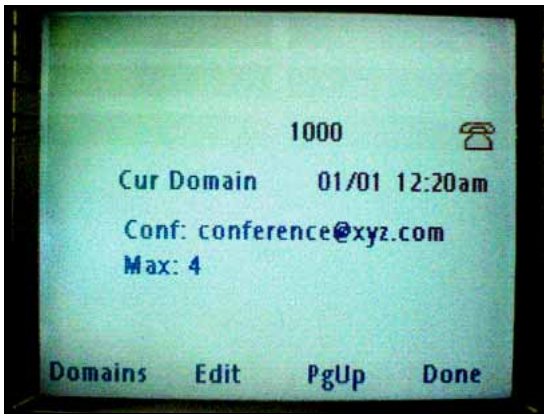 1000
Cur Domain 01/01 12:20am
Conf: conference@xyz.com
Max: 4
Domains Edit PgUp Done